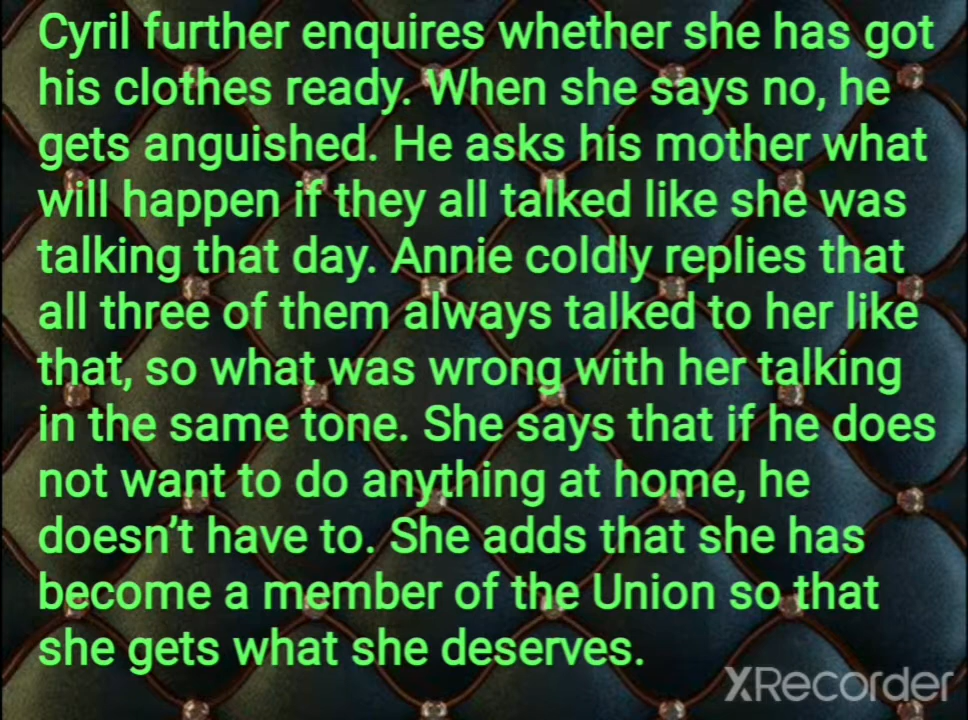 Cyril further enquires whether she has got
his clothes ready. When she says no, he
gets anguished. He asks his mother what
will happen if they all talked like she was
talking that day. Annie coldly replies that
all three of them always talked to her like
that, so what was wrong with her talking
in the same tone. She says that if he does
not want to do anything at home, he
doesn’t have to. She adds that she has
become a member of the Union so that
she gets what she deserves.
XRecorder